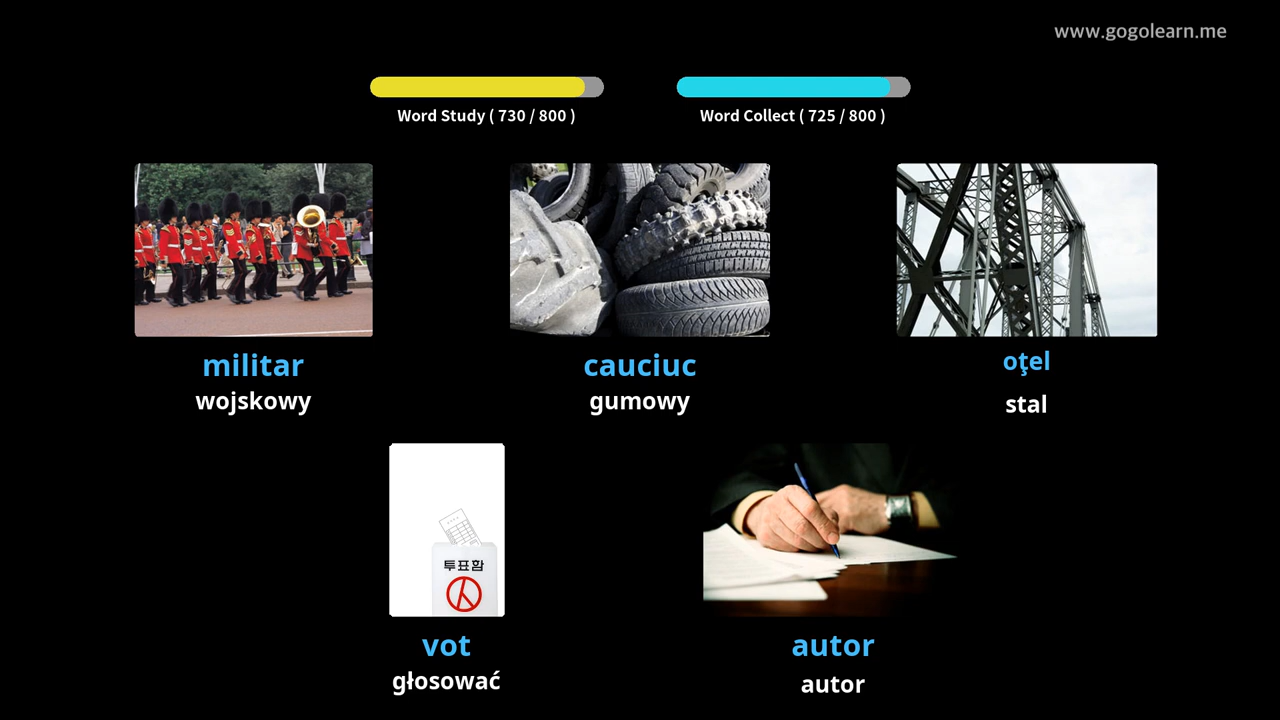 www.gogolearn.me
Word Study ( 730 / 800 )
Word Collect ( 725 / 800 )
militar
wojskowy
cauciuc
gumowy
oţel
stal
투표함
vot
głosować
autor
autor